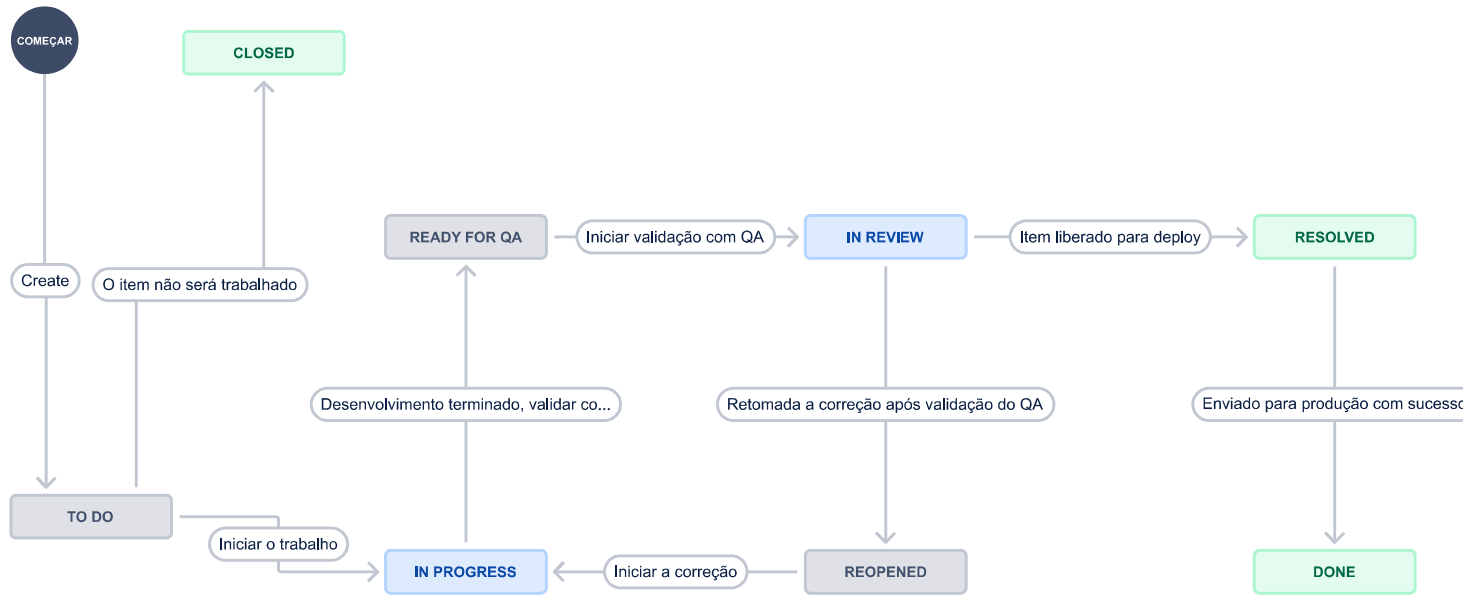 COMEÇAR
CLOSED
READY FOR QA
Iniciar validação com QA
IN REVIEW
Item liberado para deploy
RESOLVED
Create
O item não será trabalhado
Desenvolvimento terminado, validar co...
Retomada a correção após validação do QA
Enviado para produção com sucesso
TO DO
Iniciar o trabalho
IN PROGRESS
Iniciar a correção
REOPENED
DONE